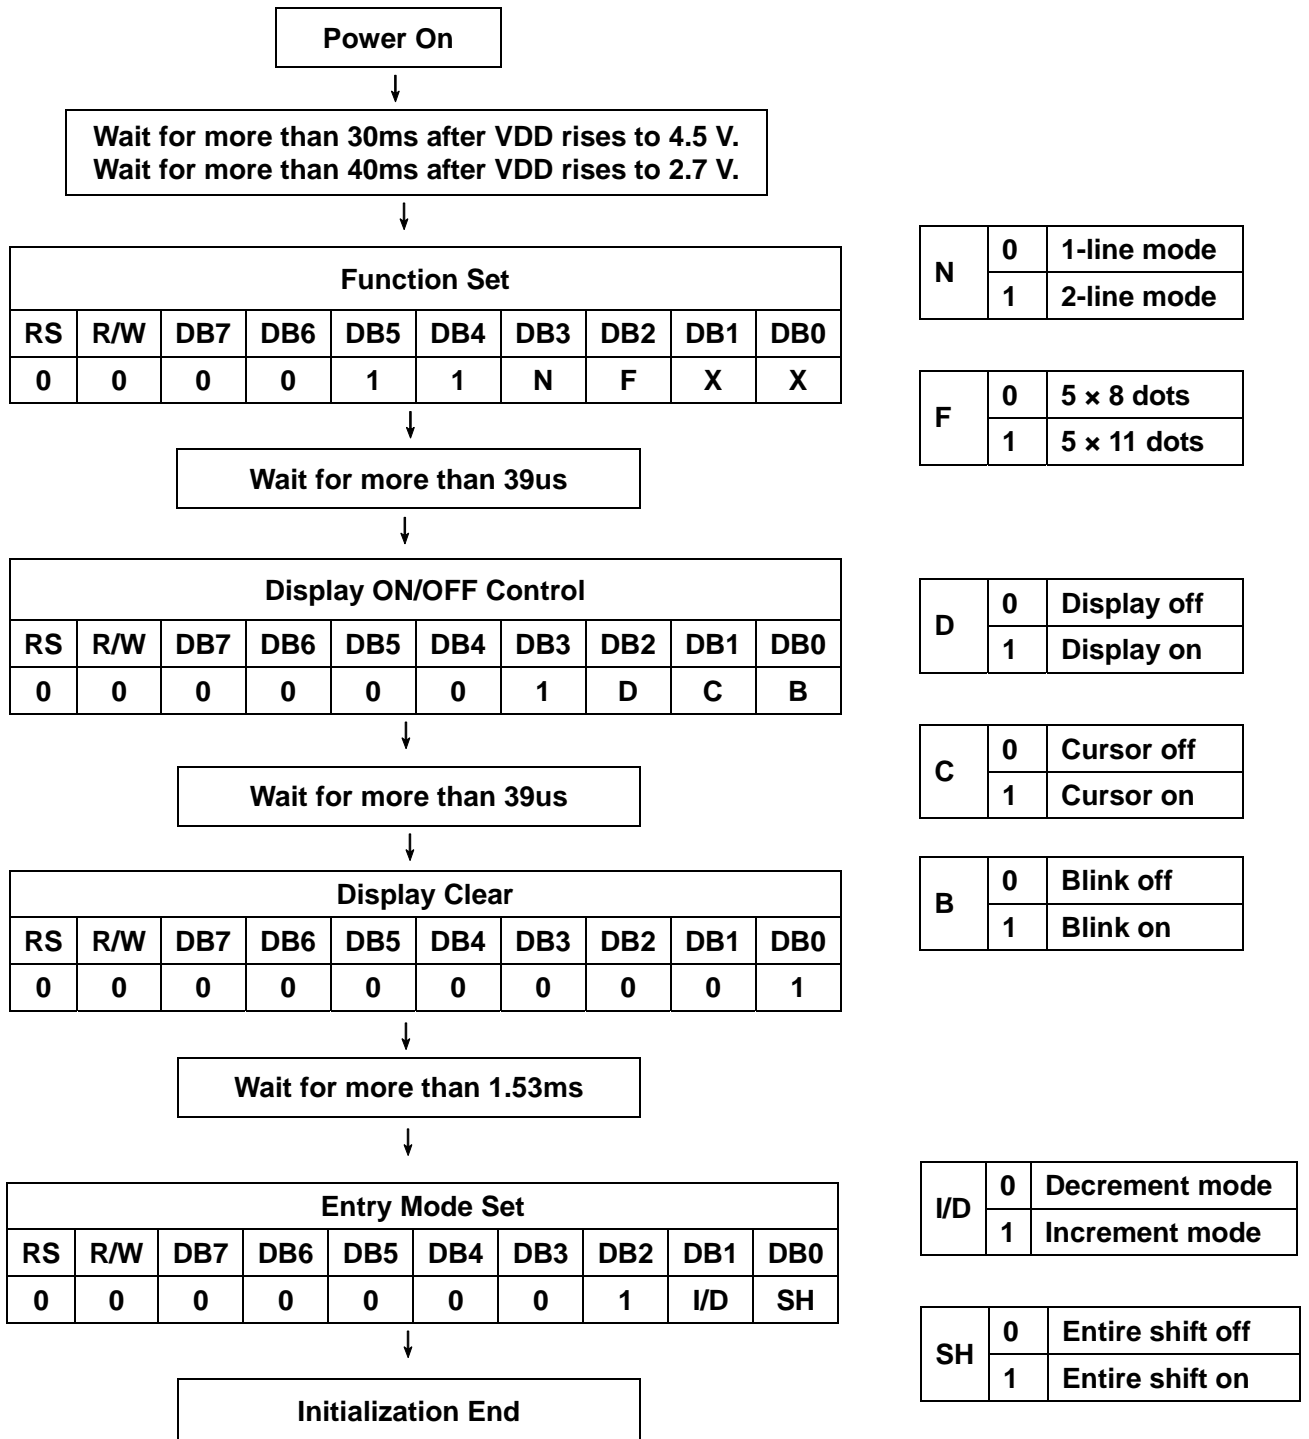 Power On
Wait for more than 30ms after VDD rises to 4.5 V.
Wait for more than 40ms after VDD rises to 2.7 V.
Function Set
RS R/W DB7 DB6 DB5 DB4 DB3 DB2 DB1 DB0
0 0 0 0 1 1 N F X X
N
0 1-line mode
1 2-line mode
F
0 5 × 8 dots
1 5 × 11 dots
Wait for more than 39us
Display ON/OFF Control
RS R/W DB7 DB6 DB5 DB4 DB3 DB2 DB1 DB0
0 0 0 0 0 0 1 D C B
D
0 Display off
1 Display on
C
0 Cursor off
1 Cursor on
B
0 Blink off
1 Blink on
Wait for more than 39us
Display Clear
RS R/W DB7 DB6 DB5 DB4 DB3 DB2 DB1 DB0
0 0 0 0 0 0 0 0 0 1
Wait for more than 1.53ms
Entry Mode Set
RS R/W DB7 DB6 DB5 DB4 DB3 DB2 DB1 DB0
0 0 0 0 0 0 0 1 I/D SH
I/D
0 Decrement mode
1 Increment mode
SH
0 Entire shift off
1 Entire shift on
Initialization End